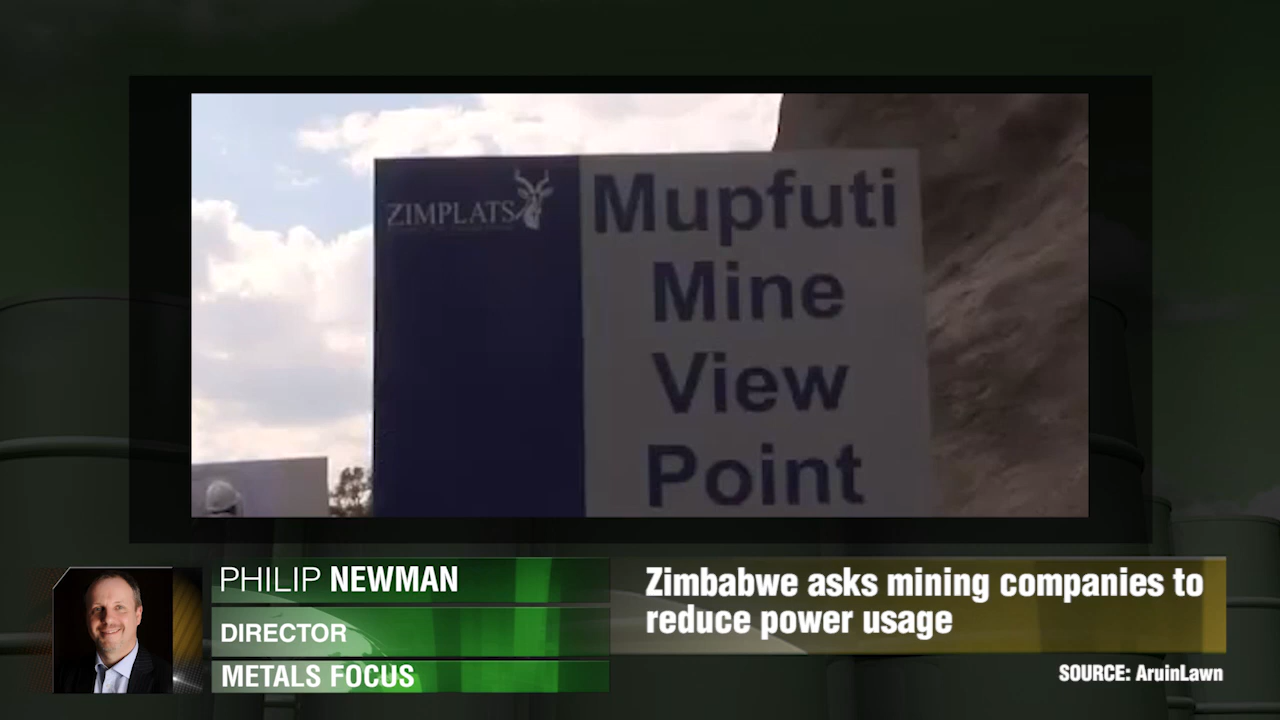 ZIMPLATS
Mupfuti
Mine
View
Point
PHILIP NEWMAN
DIRECTOR
METALS FOCUS
Zimbabwe asks mining companies to
reduce power usage
SOURCE: AruinLawn